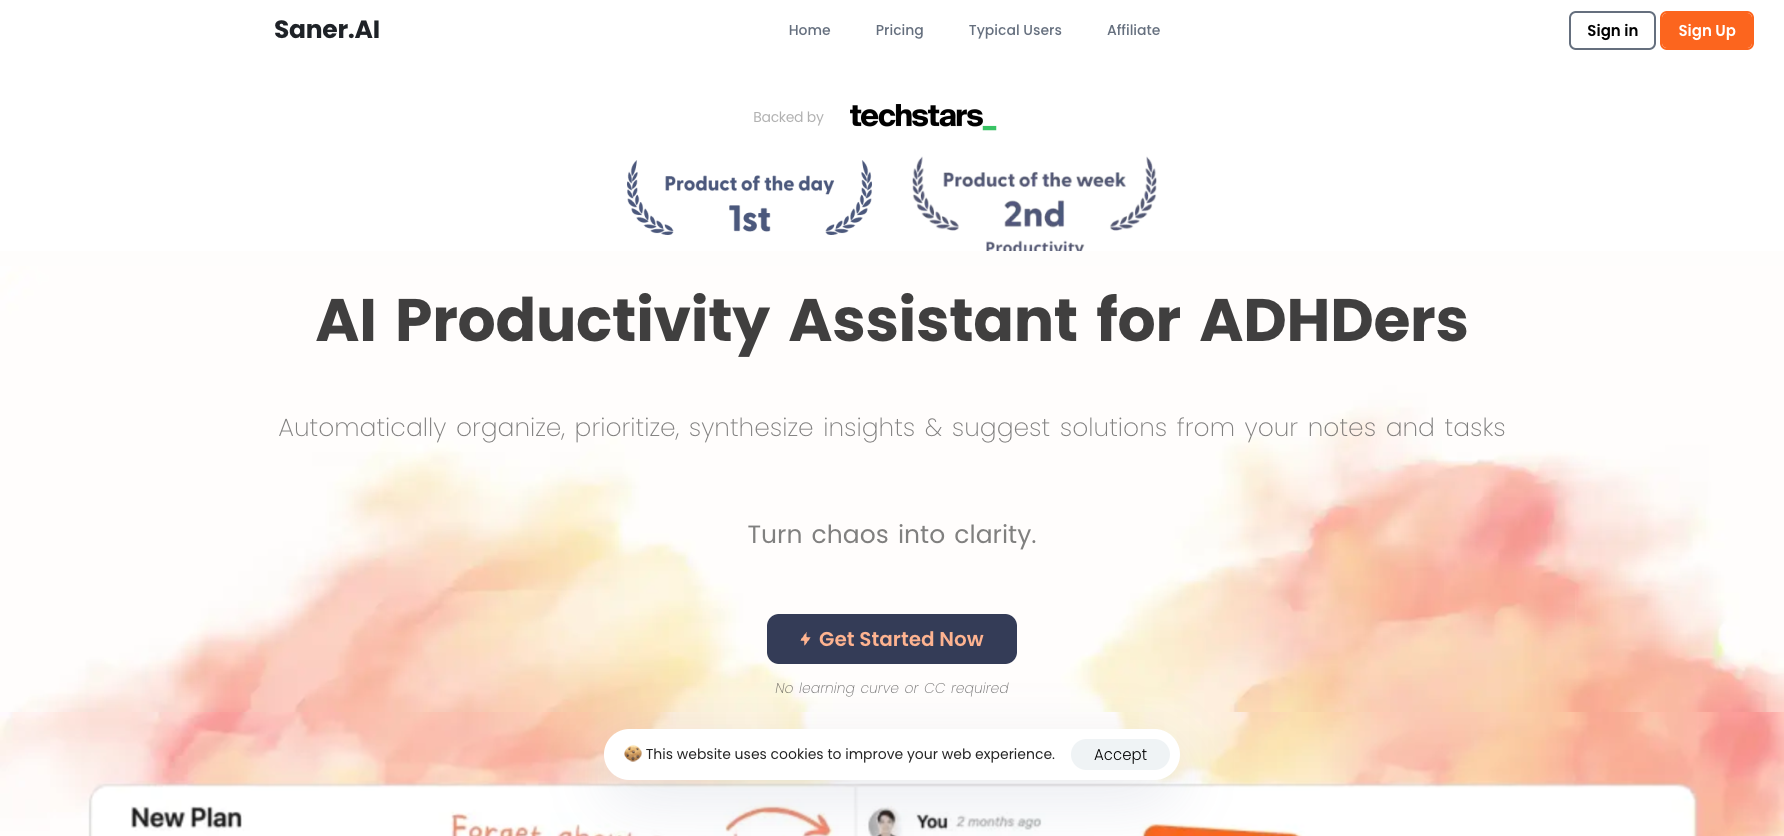 Saner.AI
Home Pricing Typical Users Affiliate
Sign in Sign Up
Backed by techstars_
Product of the day
1st
Product of the week
2nd
Productivity
AI Productivity Assistant for ADHDers
Automatically organize, prioritize, synthesize insights & suggest solutions from your notes and tasks
Turn chaos into clarity.
Get Started Now
No learning curve or CC required
This website uses cookies to improve your web experience. Accept
New Plan
Forget about
You 2 months ago